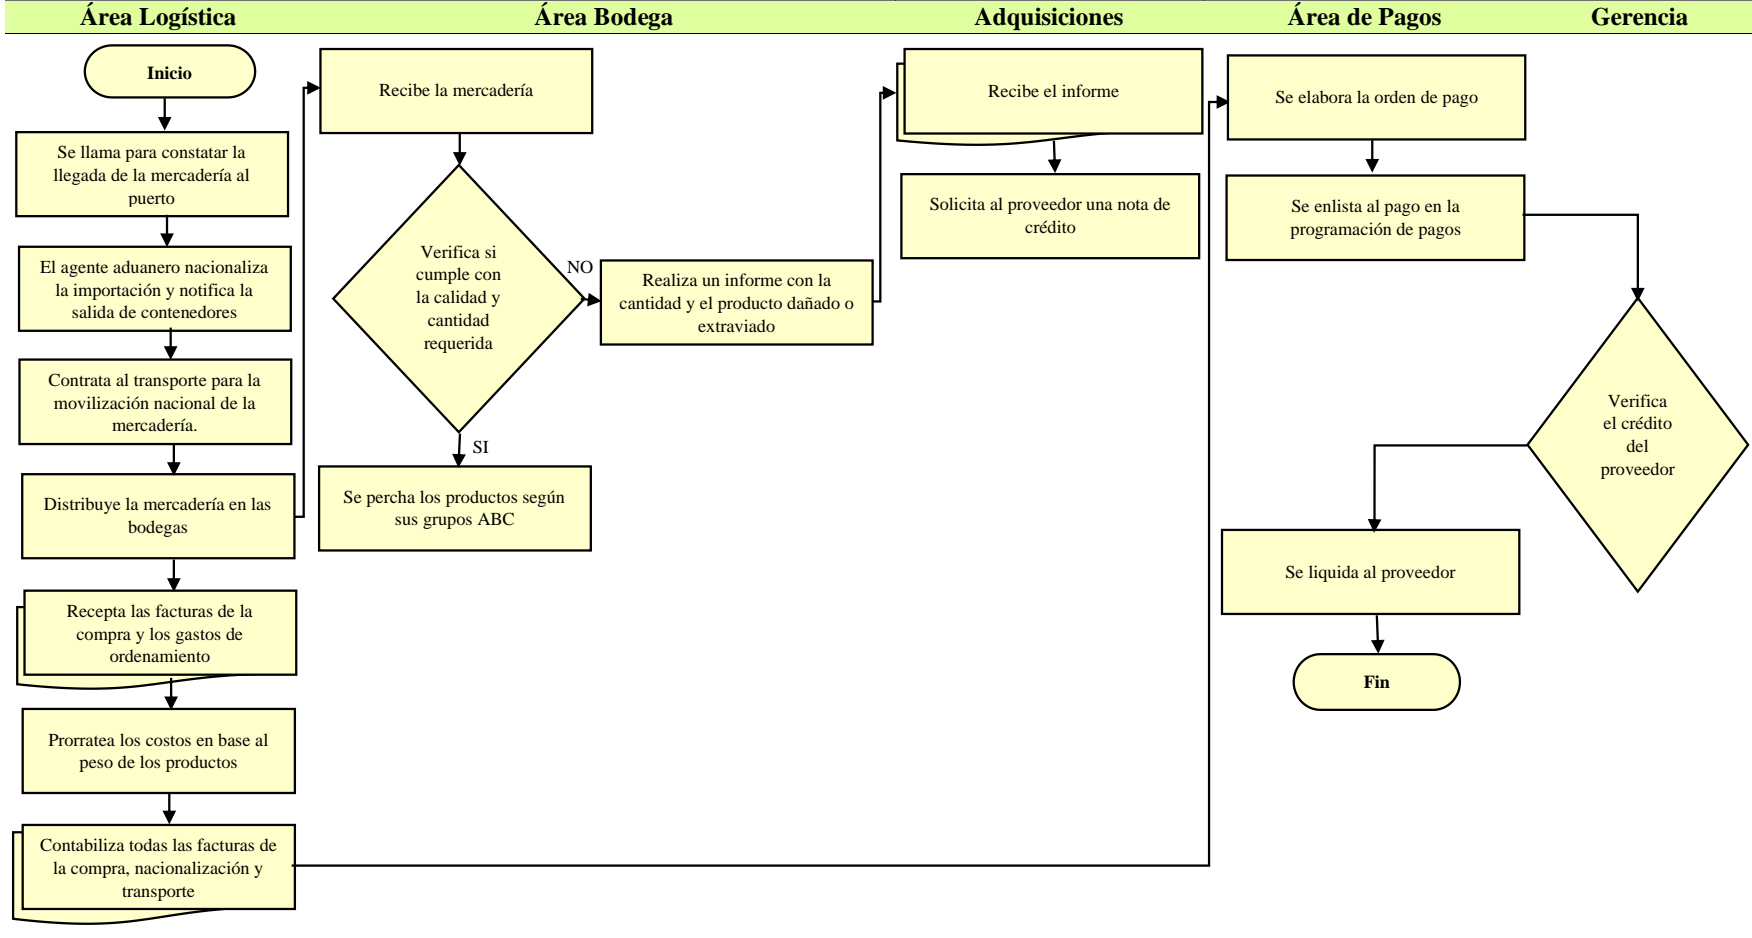 Área Logística
Área Bodega
Adquisiciones
Área de Pagos
Gerencia
Inicio
Se llama para constatar la
llegada de la mercadería al
puerto
El agente aduanero nacionaliza
la importación y notifica la
salida de contenedores
Contrata al transporte para la
movilización nacional de la
mercadería.
Distribuye la mercadería en las
bodegas
Recepta las facturas de la
compra y los gastos de
ordenamiento
Prorratea los costos en base al
peso de los productos
Contabiliza todas las facturas de
la compra, nacionalización y
transporte
Recibe la mercadería
Verifica si
cumple con
la calidad y
cantidad
requerida
NO
SI
Se percha los productos según
sus grupos ABC
Realiza un informe con la
cantidad y el producto dañado o
extraviado
Recibe el informe
Solicita al proveedor una nota de
crédito
Se elabora la orden de pago
Se enlista al pago en la
programación de pagos
Verifica
el crédito
del
proveedor
Se liquida al proveedor
Fin